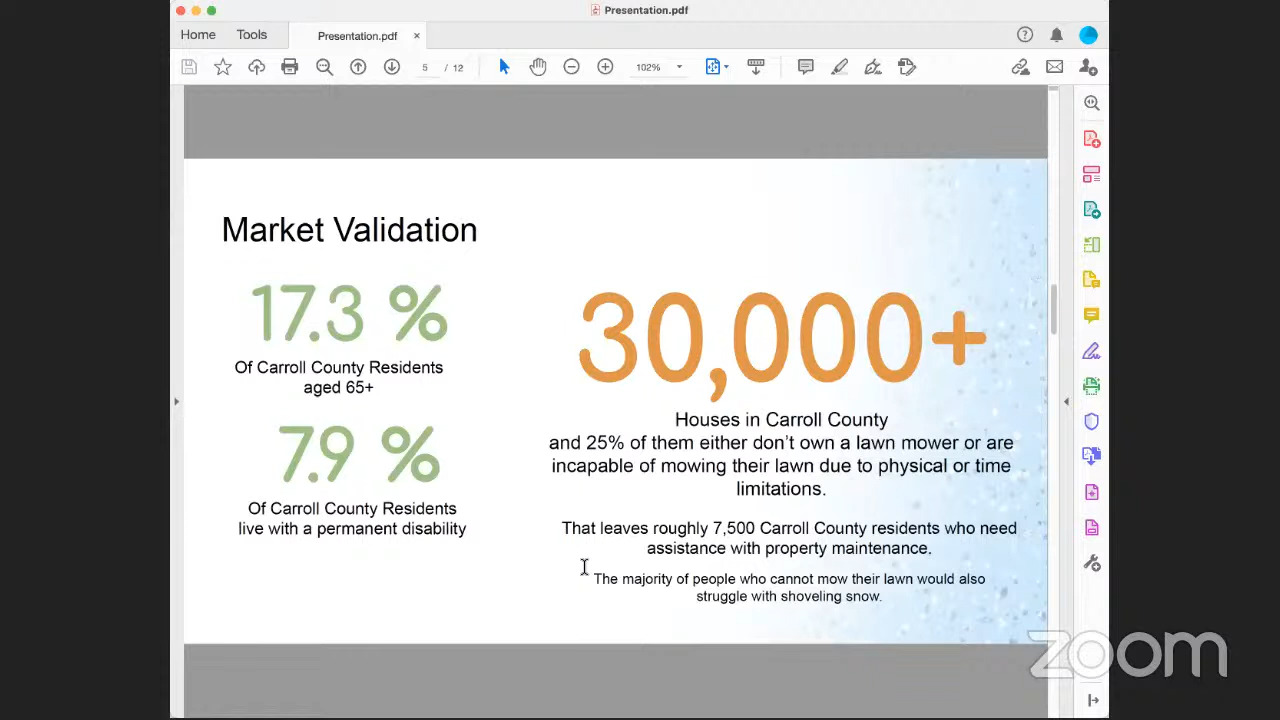 Presentation.pdf
Home Tools Presentation.pdf ×
5 / 12 102%
Market Validation
17.3 %
Of Carroll County Residents
aged 65+
7.9 %
Of Carroll County Residents
live with a permanent disability
30,000+
Houses in Carroll County
and 25% of them either don’t own a lawn mower or are
incapable of mowing their lawn due to physical or time
limitations.
That leaves roughly 7,500 Carroll County residents who need
assistance with property maintenance.
The majority of people who cannot mow their lawn would also
struggle with shoveling snow.
zoom